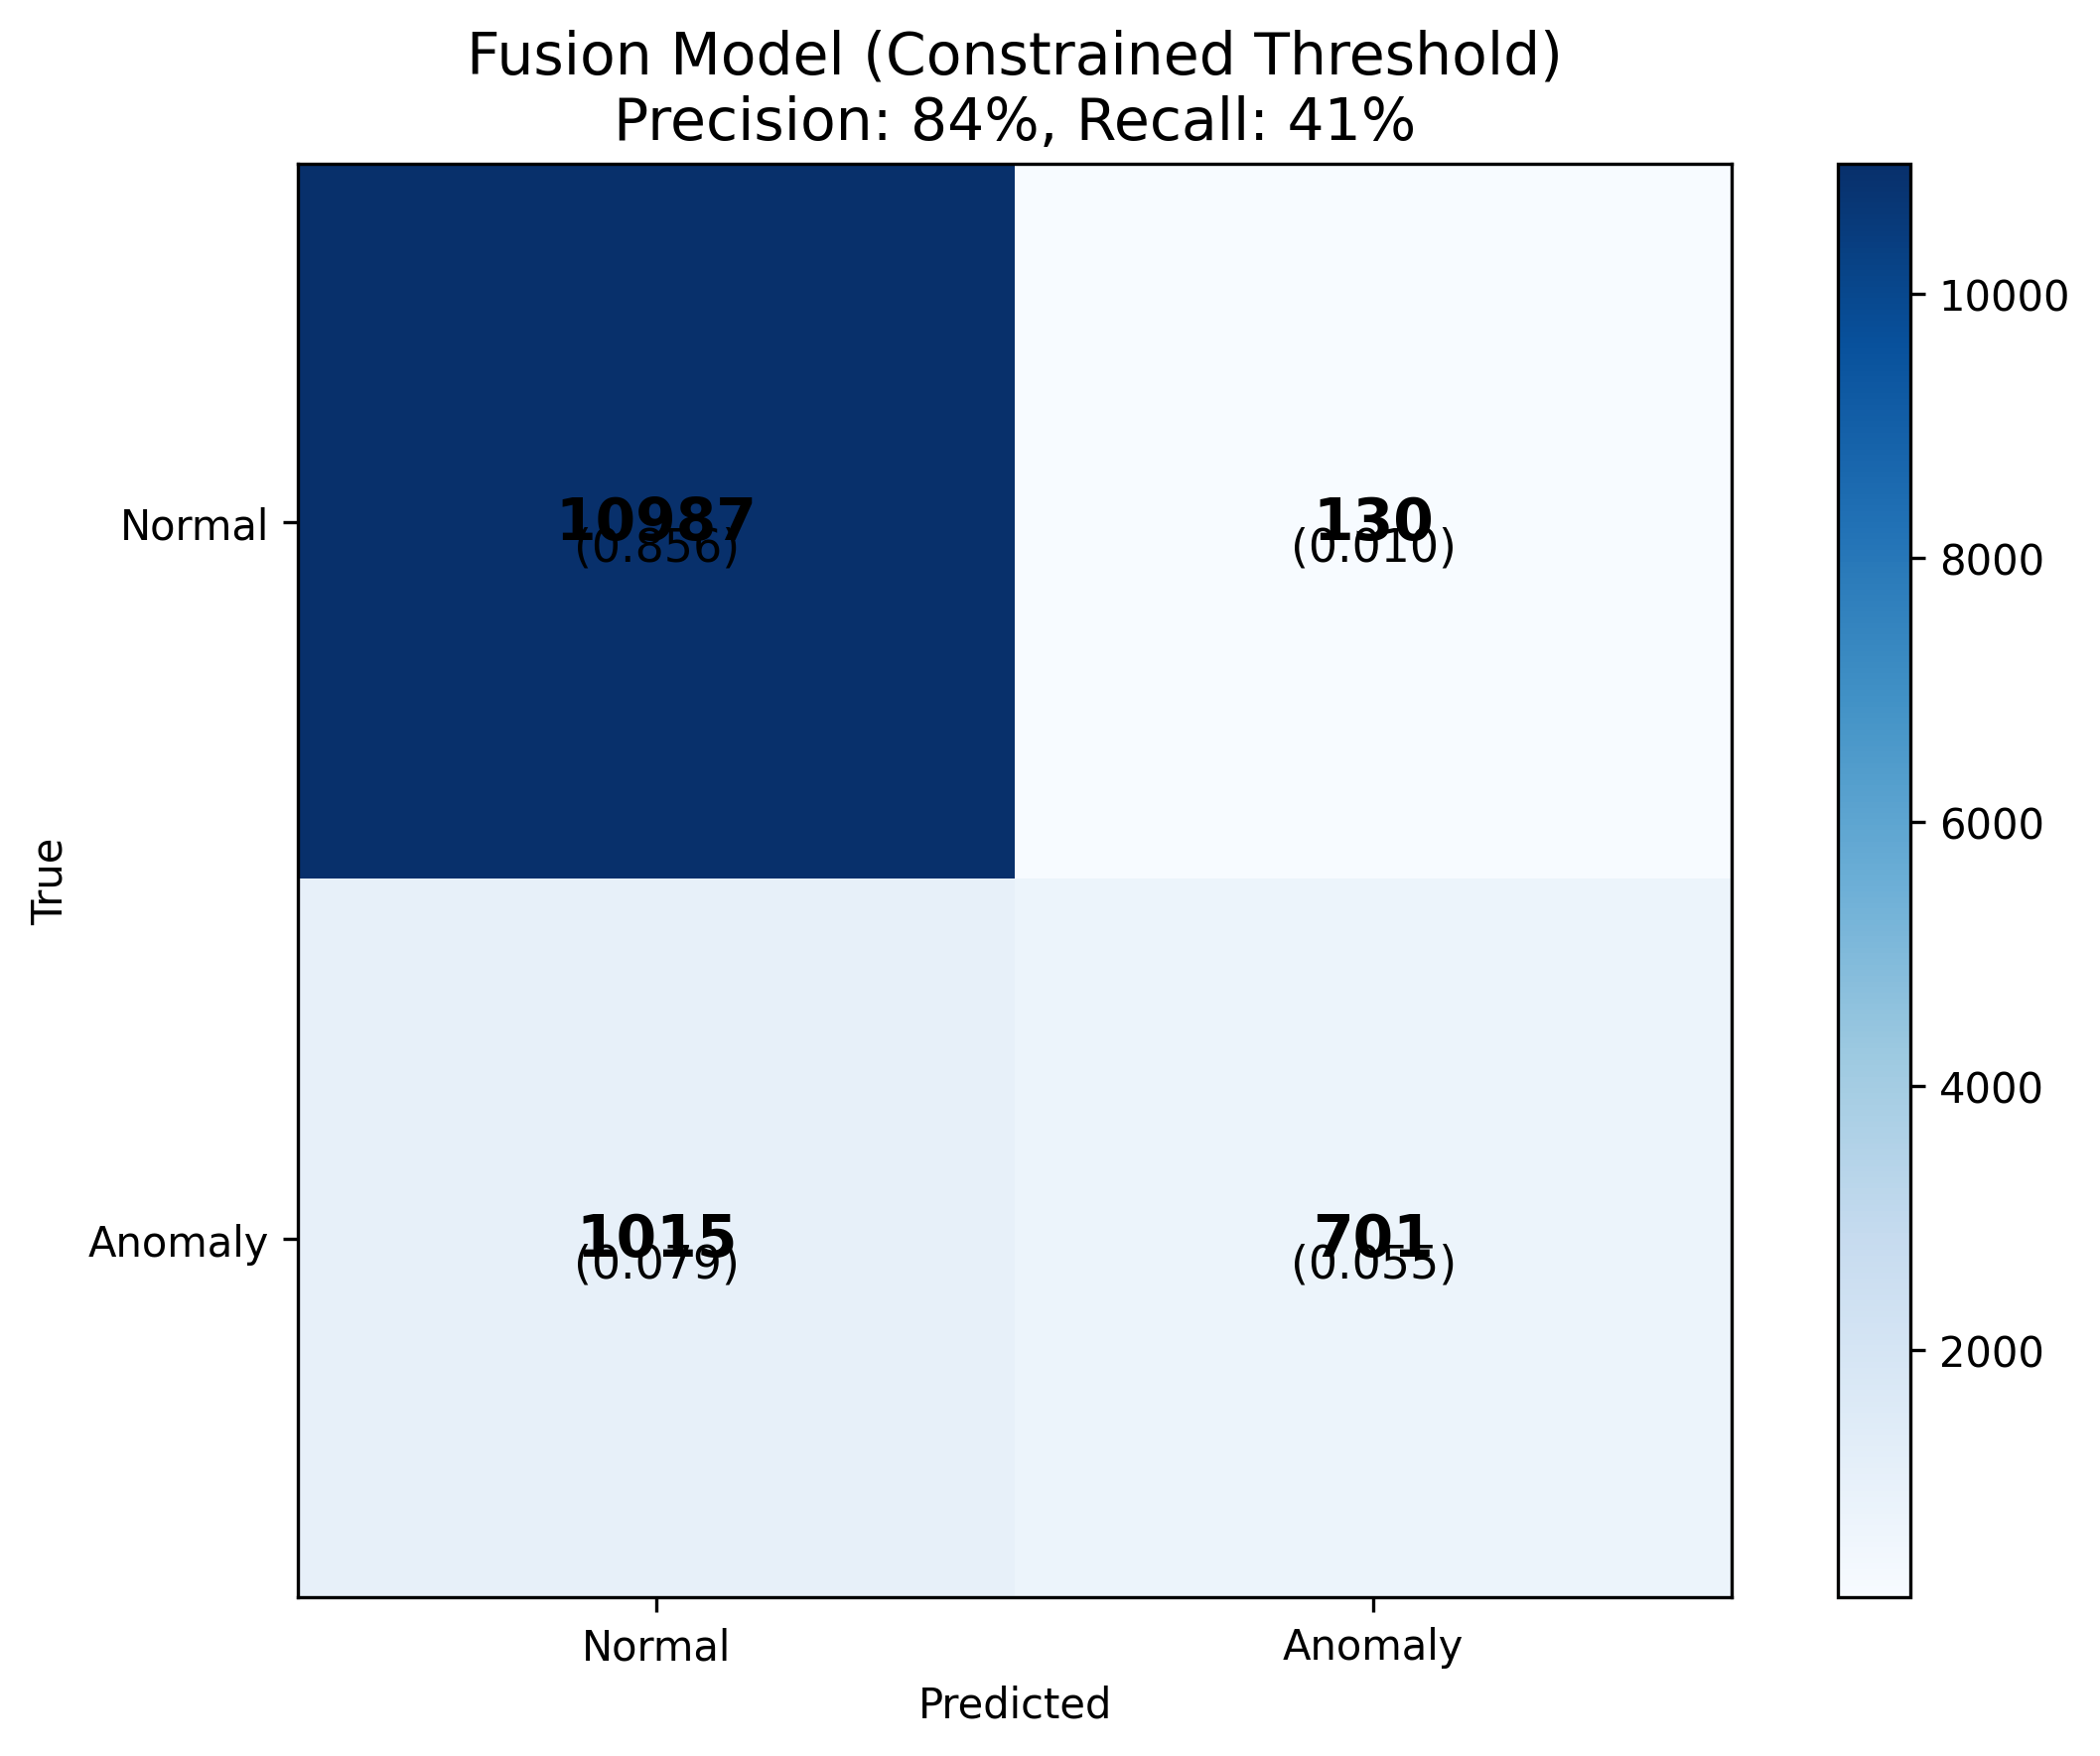 Fusion Model (Constrained Threshold)
Precision: 84%, Recall: 41%
True
Normal
Anomaly
10987
(0.856)
130
(0.010)
1015
(0.079)
701
(0.055)
Normal
Anomaly
Predicted
10000
8000
6000
4000
2000